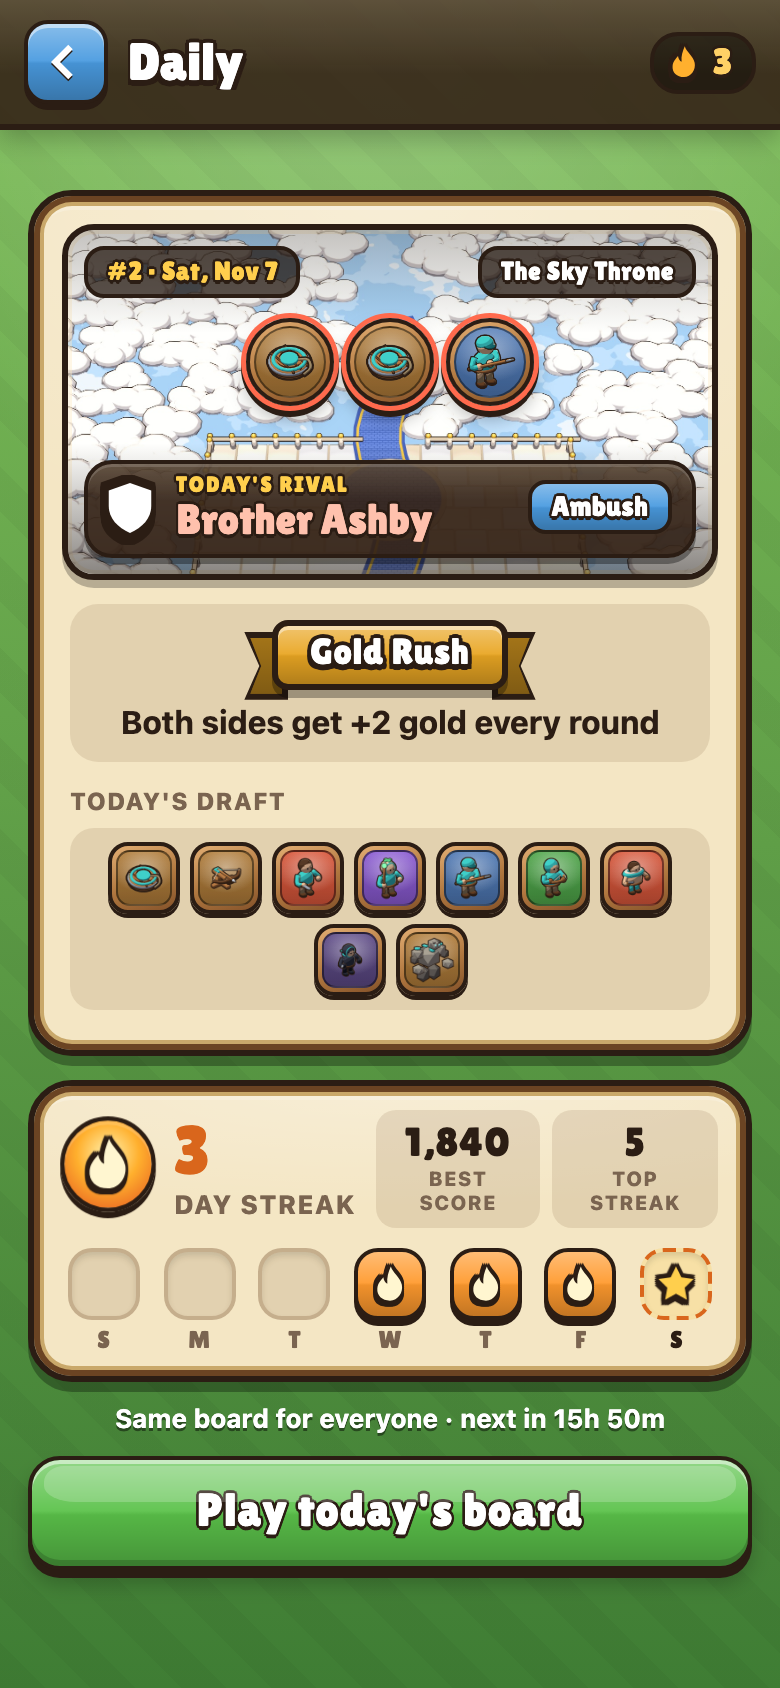 Daily
3
#2 · Sat, Nov 7
The Sky Throne
TODAY'S RIVAL
Brother Ashby
Ambush
Gold Rush
Both sides get +2 gold every round
TODAY'S DRAFT
3
DAY STREAK
1,840
BEST
SCORE
5
TOP
STREAK
S M T W T F S
Same board for everyone · next in 15h 50m
Play today's board